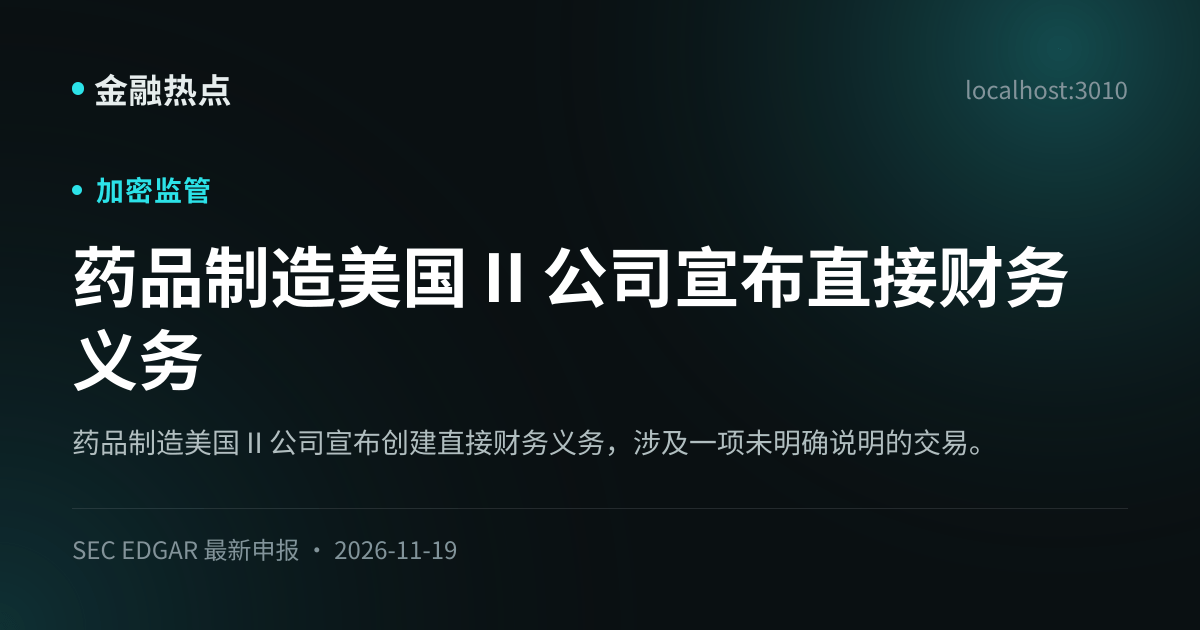 金融热点
localhost:3010
加密监管
药品制造美国 II 公司宣布直接财务
义务
药品制造美国 II 公司宣布创建直接财务义务，涉及一项未明确说明的交易。
SEC EDGAR 最新申报 · 2026-11-19